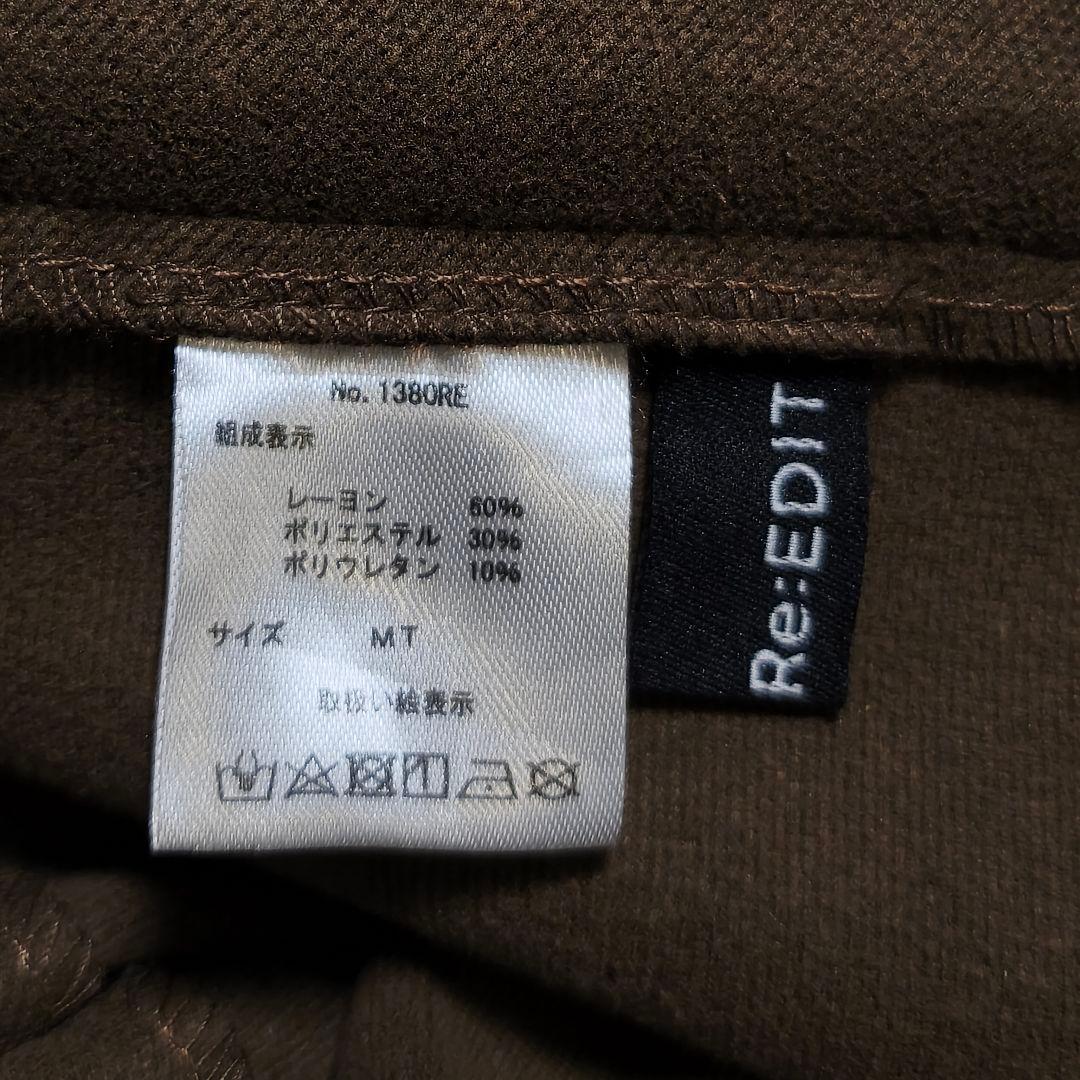 No. 1380RE
組成表示
レーヨン 60%
ポリエステル 30%
ポリウレタン 10%
サイズ MT
取扱い絵表示
1
Re:EDIT